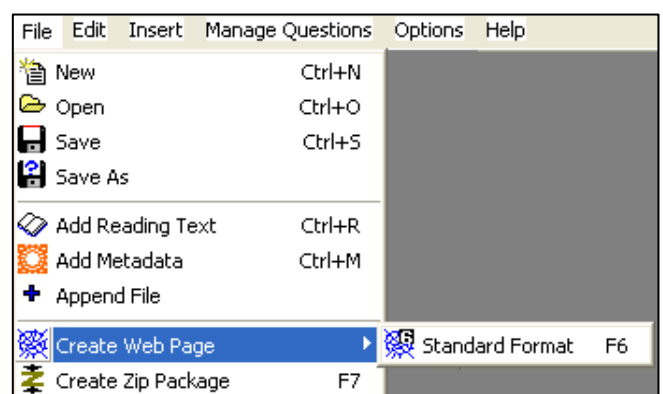 File Edit Insert Manage Questions Options Help
New Ctrl+N
Open Ctrl+O
Save Ctrl+S
Save As
Add Reading Text Ctrl+R
Add Metadata Ctrl+M
Append File
Create Web Page Standard Format F6
Create Zip Package F7